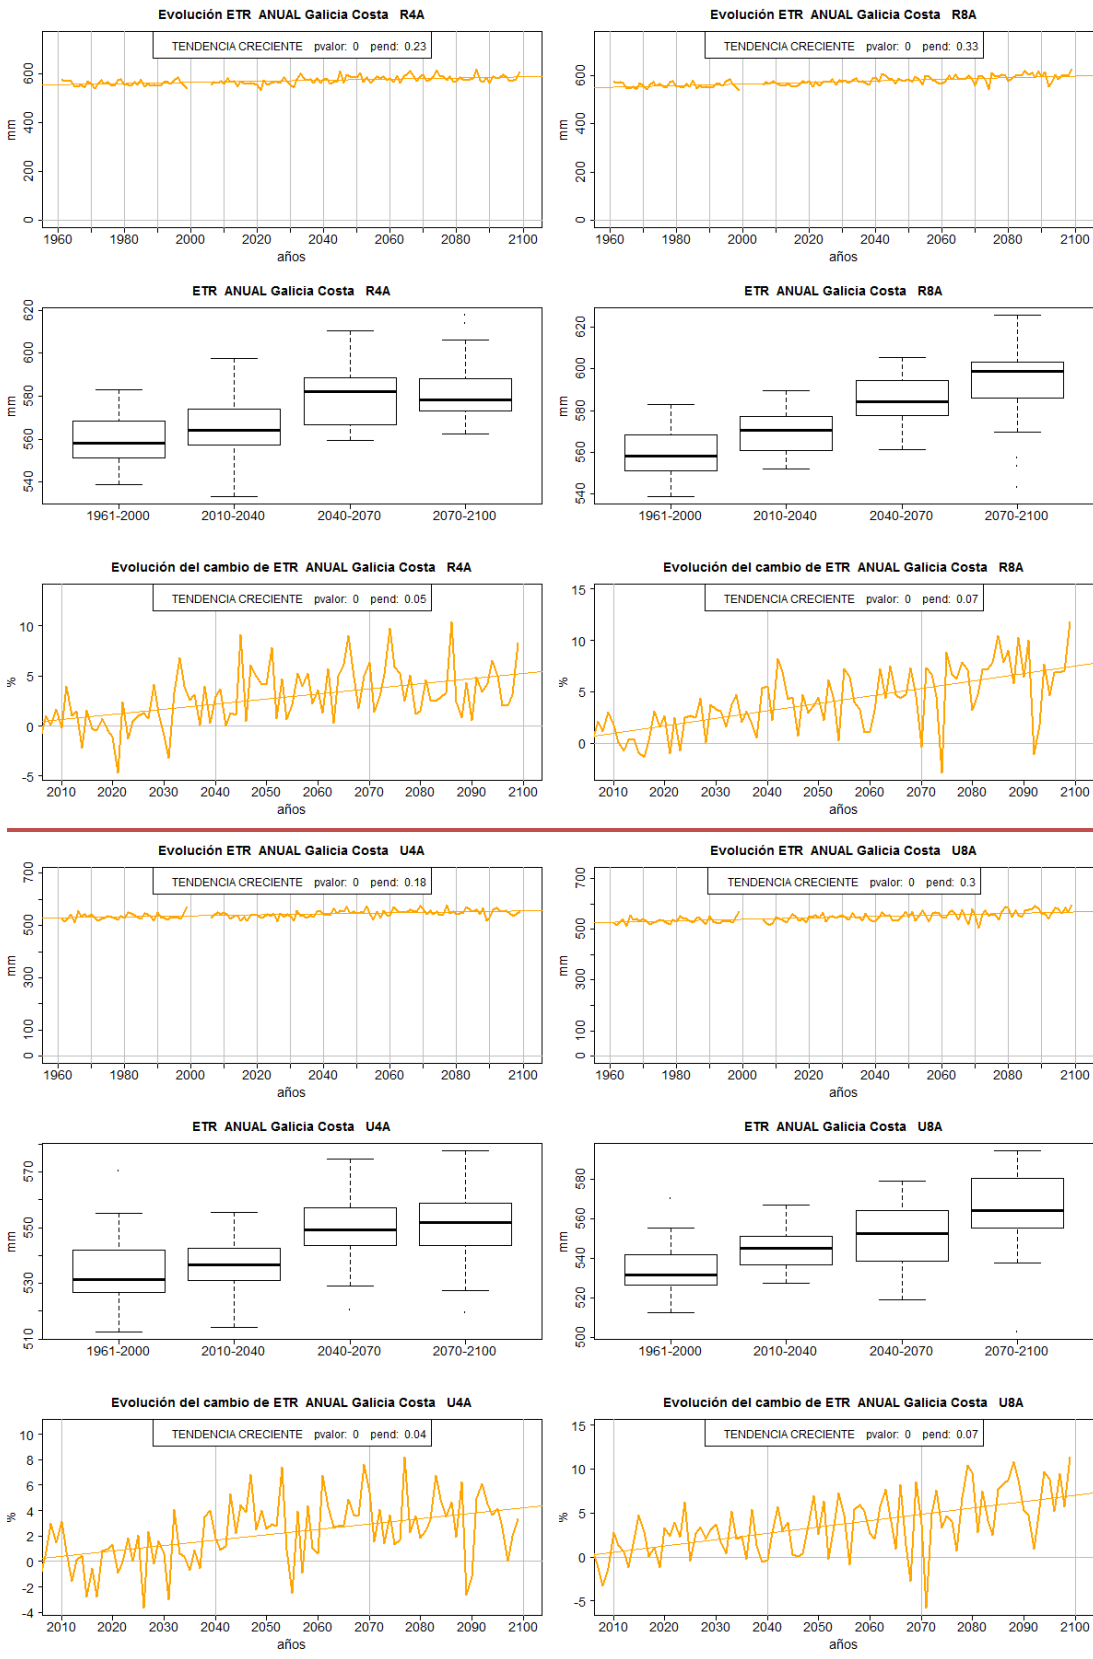 Evolución ETR ANUAL Galicia Costa R4A
TENDENCIA CRECIENTE pvalor: 0 pend: 0.23
mm
0 200 400 600
1960 1980 2000 2020 2040 2060 2080 2100
años
Evolución ETR ANUAL Galicia Costa R8A
TENDENCIA CRECIENTE pvalor: 0 pend: 0.33
mm
0 200 400 600
1960 1980 2000 2020 2040 2060 2080 2100
años
ETR ANUAL Galicia Costa R4A
mm
540 560 580 600 620
1961-2000 2010-2040 2040-2070 2070-2100
ETR ANUAL Galicia Costa R8A
mm
540 560 580 600 620
1961-2000 2010-2040 2040-2070 2070-2100
Evolución del cambio de ETR ANUAL Galicia Costa R4A
TENDENCIA CRECIENTE pvalor: 0 pend: 0.05
%
-5 0 5 10
2010 2020 2030 2040 2050 2060 2070 2080 2090 2100
años
Evolución del cambio de ETR ANUAL Galicia Costa R8A
TENDENCIA CRECIENTE pvalor: 0 pend: 0.07
%
0 5 10 15
2010 2020 2030 2040 2050 2060 2070 2080 2090 2100
años
Evolución ETR ANUAL Galicia Costa U4A
TENDENCIA CRECIENTE pvalor: 0 pend: 0.18
mm
0 100 300 500 700
1960 1980 2000 2020 2040 2060 2080 2100
años
Evolución ETR ANUAL Galicia Costa U8A
TENDENCIA CRECIENTE pvalor: 0 pend: 0.3
mm
0 100 300 500 700
1960 1980 2000 2020 2040 2060 2080 2100
años
ETR ANUAL Galicia Costa U4A
mm
510 530 550 570
1961-2000 2010-2040 2040-2070 2070-2100
ETR ANUAL Galicia Costa U8A
mm
500 520 540 560 580
1961-2000 2010-2040 2040-2070 2070-2100
Evolución del cambio de ETR ANUAL Galicia Costa U4A
TENDENCIA CRECIENTE pvalor: 0 pend: 0.04
%
-4 -2 0 2 4 6 8 10
2010 2020 2030 2040 2050 2060 2070 2080 2090 2100
años
Evolución del cambio de ETR ANUAL Galicia Costa U8A
TENDENCIA CRECIENTE pvalor: 0 pend: 0.07
%
-5 0 5 10 15
2010 2020 2030 2040 2050 2060 2070 2080 2090 2100
años